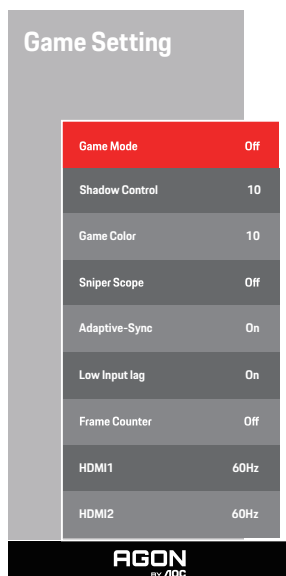 Game Setting
Game Mode Off
Shadow Control 10
Game Color 10
Sniper Scope Off
Adaptive-Sync On
Low Input lag On
Frame Counter Off
HDMI1 60Hz
HDMI2 60Hz
AGON
BY AOC